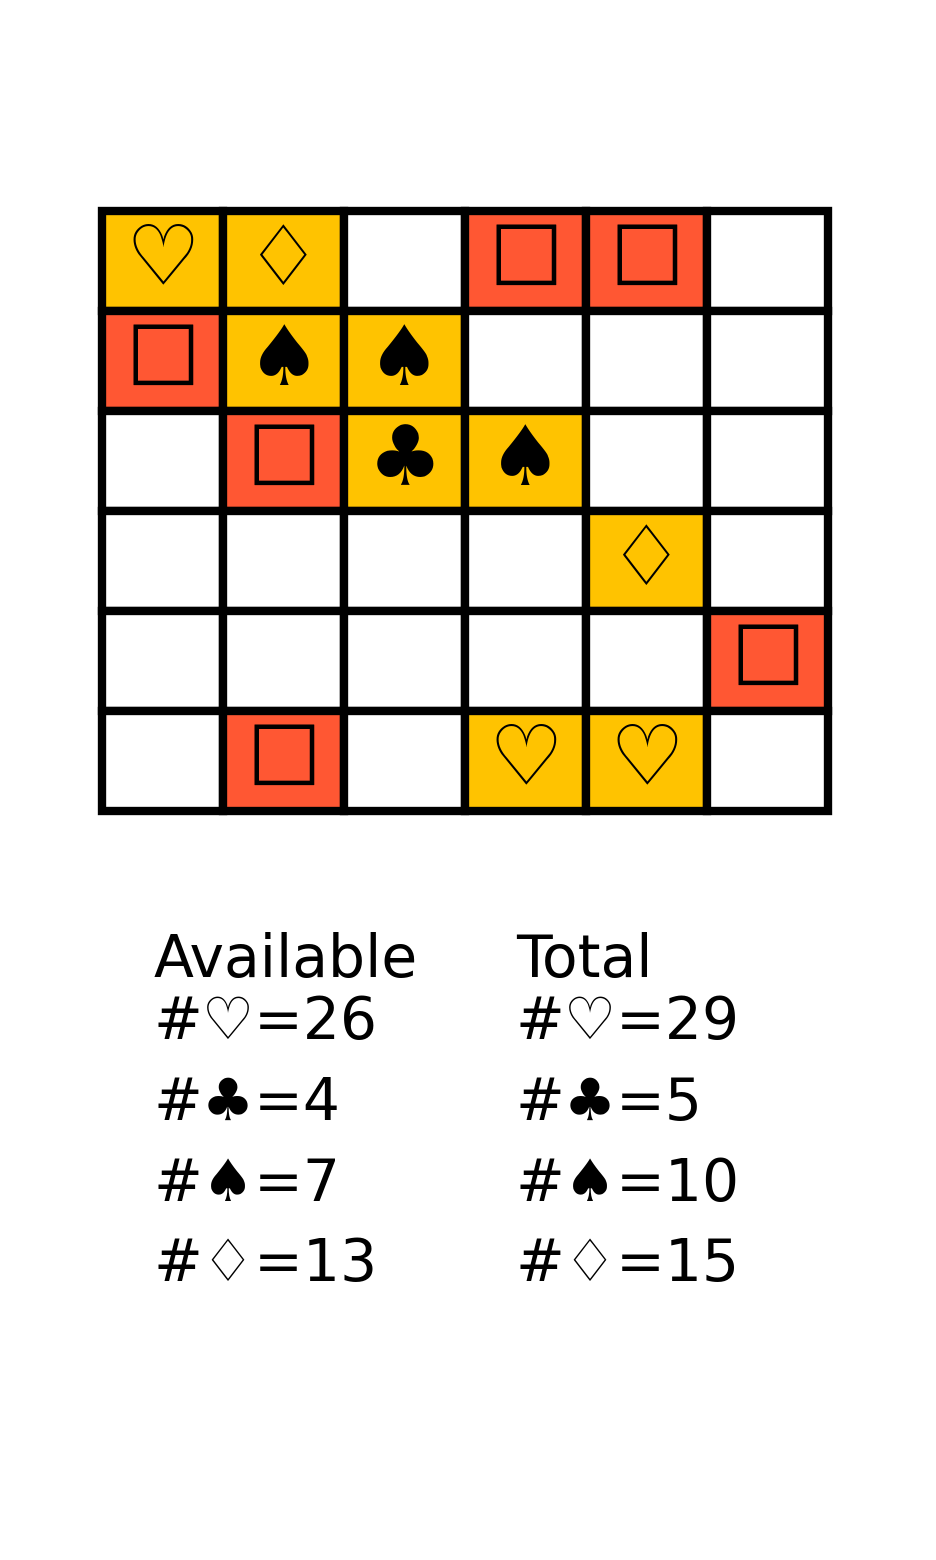 ♡ ♢ □ □
□ ♠ ♠
□ ♣ ♠
♢
□
□ ♡ ♡
Available Total
#♡=26 #♡=29
#♣=4 #♣=5
#♠=7 #♠=10
#♢=13 #♢=15